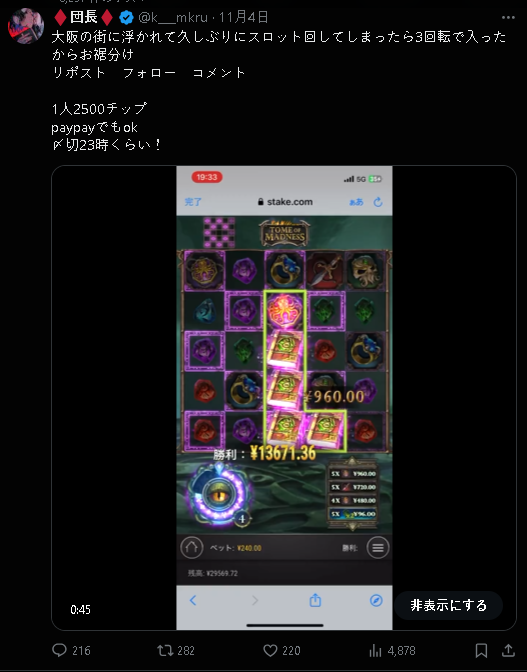 ♦団長♦ @k___mkru · 11月4日
大阪の街に浮かれて久しぶりにスロット回してしまったら3回転で入った
からお裾分け
リポスト　フォロー　コメント
1人2500チップ
paypayでもok
〆切23時くらい！
19:33
5G
完了
stake.com
ぁあ
TOME OF
MADNESS
¥960.00
勝利：¥13671.36
4
5X ¥960.00
5X ¥720.00
4X ¥480.00
5X ¥96.00
ベット: ¥240.00
勝利:
残高: ¥29569.72
0:45
非表示にする
216
282
220
4,878